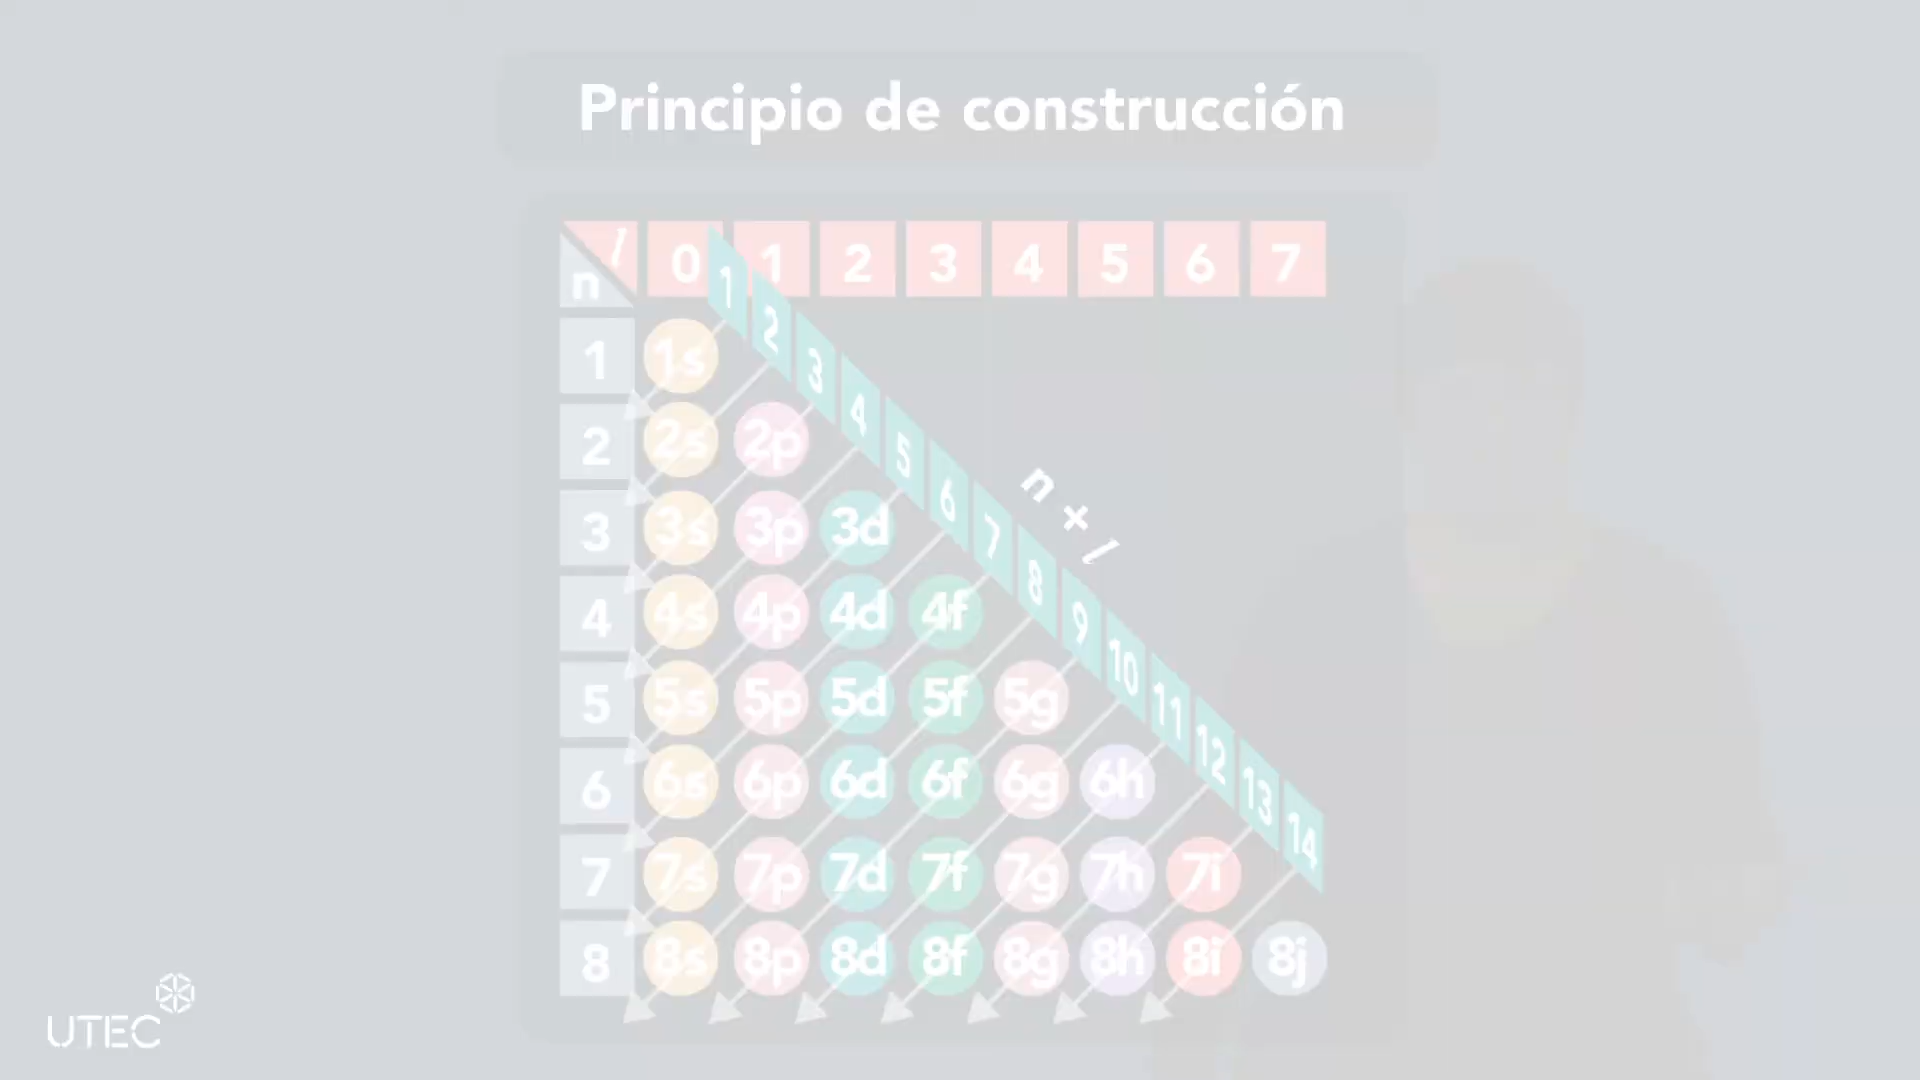 Principio de construcción
l 0 1 2 3 4 5 6 7
n
1 2 3 4 5 6 7 8 9 10 11 12 13 14
n × l
1 1s
2 2s 2p
3 3s 3p 3d
4 4s 4p 4d 4f
5 5s 5p 5d 5f 5g
6 6s 6p 6d 6f 6g 6h
7 7s 7p 7d 7f 7g 7h 7i
8 8s 8p 8d 8f 8g 8h 8i 8j
UTEC